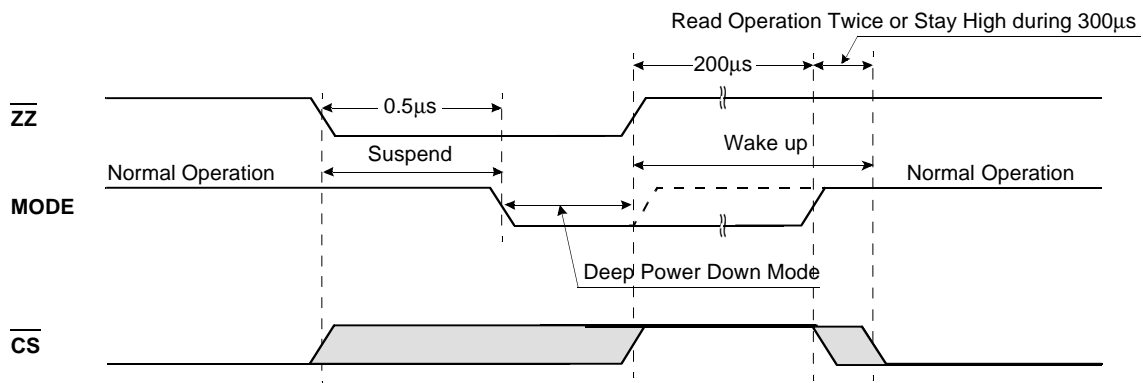 Read Operation Twice or Stay High during 300μs
200μs
ZZ
0.5μs
Suspend
Wake up
Normal Operation
Normal Operation
MODE
Deep Power Down Mode
CS